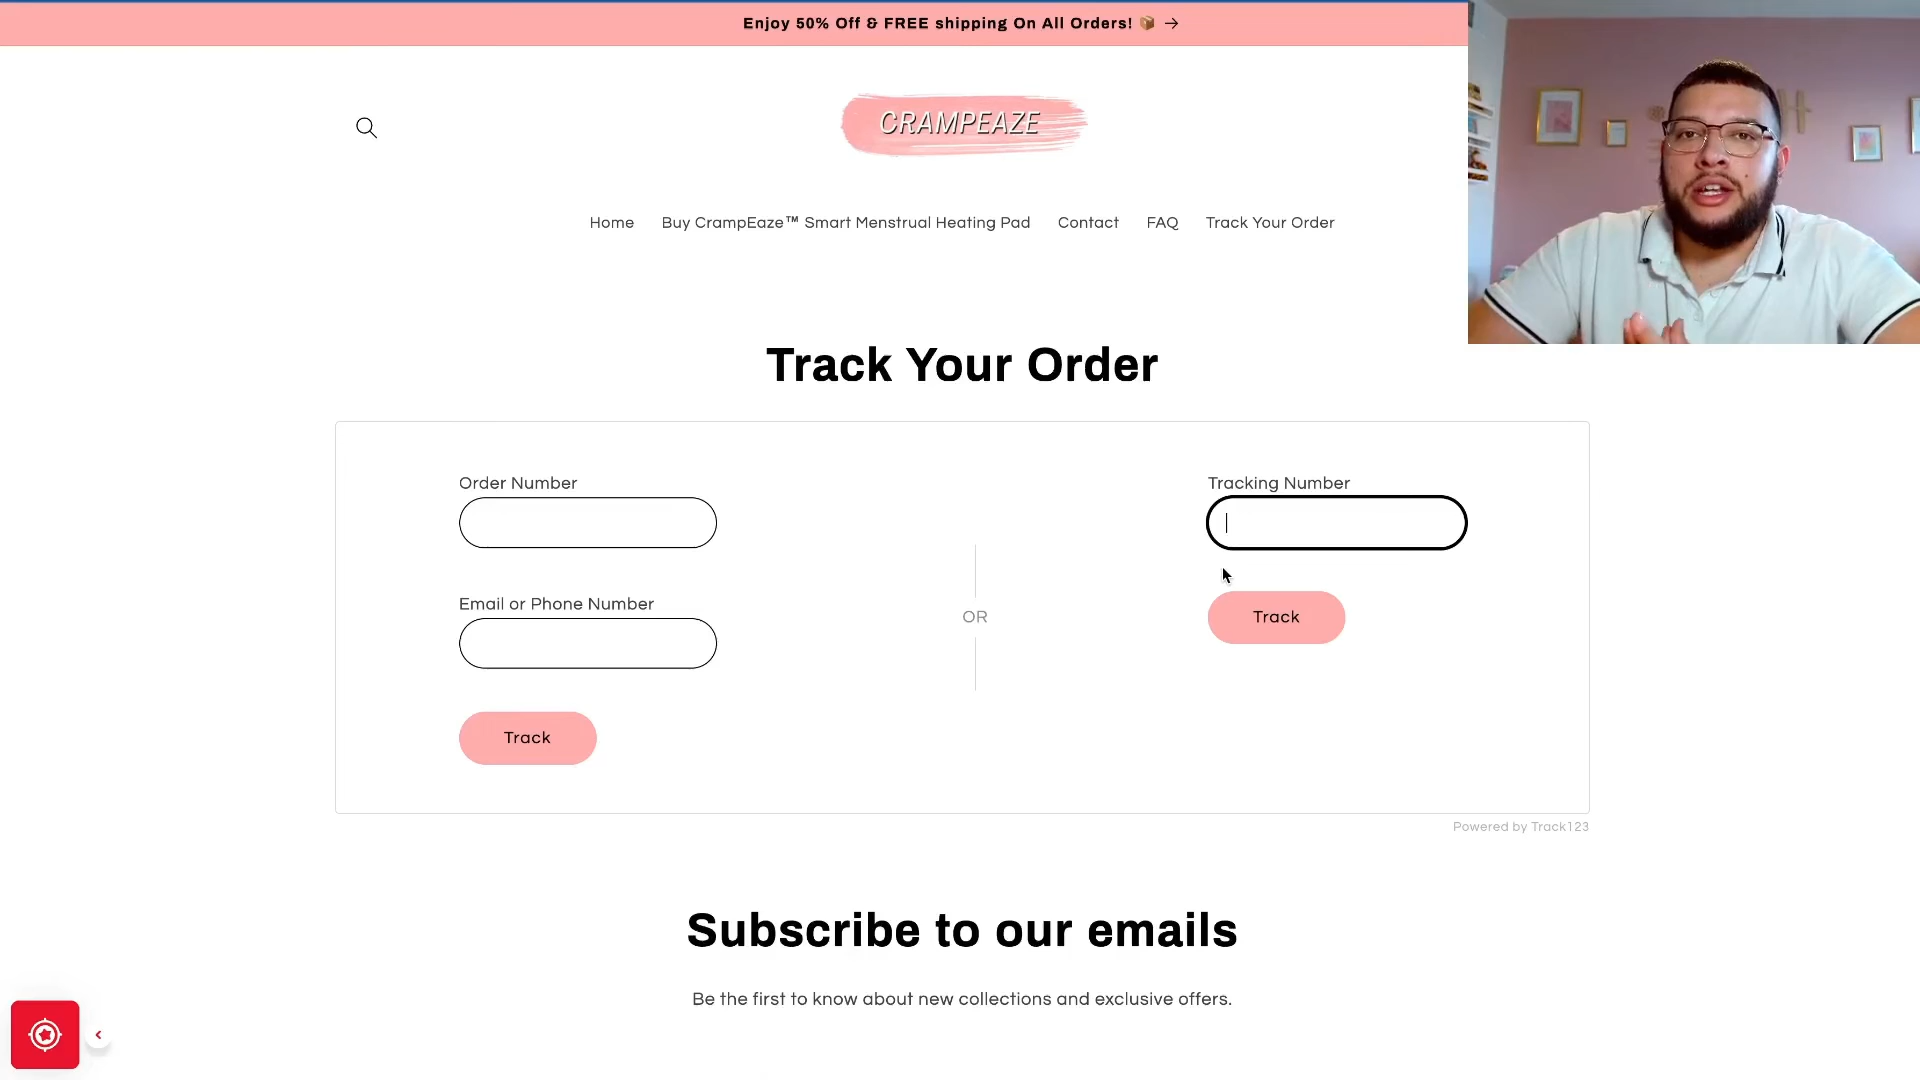 Enjoy 50% Off & FREE shipping On All Orders! 📦 →
CRAMPEAZE
Home Buy CrampEaze™ Smart Menstrual Heating Pad Contact FAQ Track Your Order
Track Your Order
Order Number
Tracking Number
Email or Phone Number
OR
Track
Track
Powered by Track123
Subscribe to our emails
Be the first to know about new collections and exclusive offers.